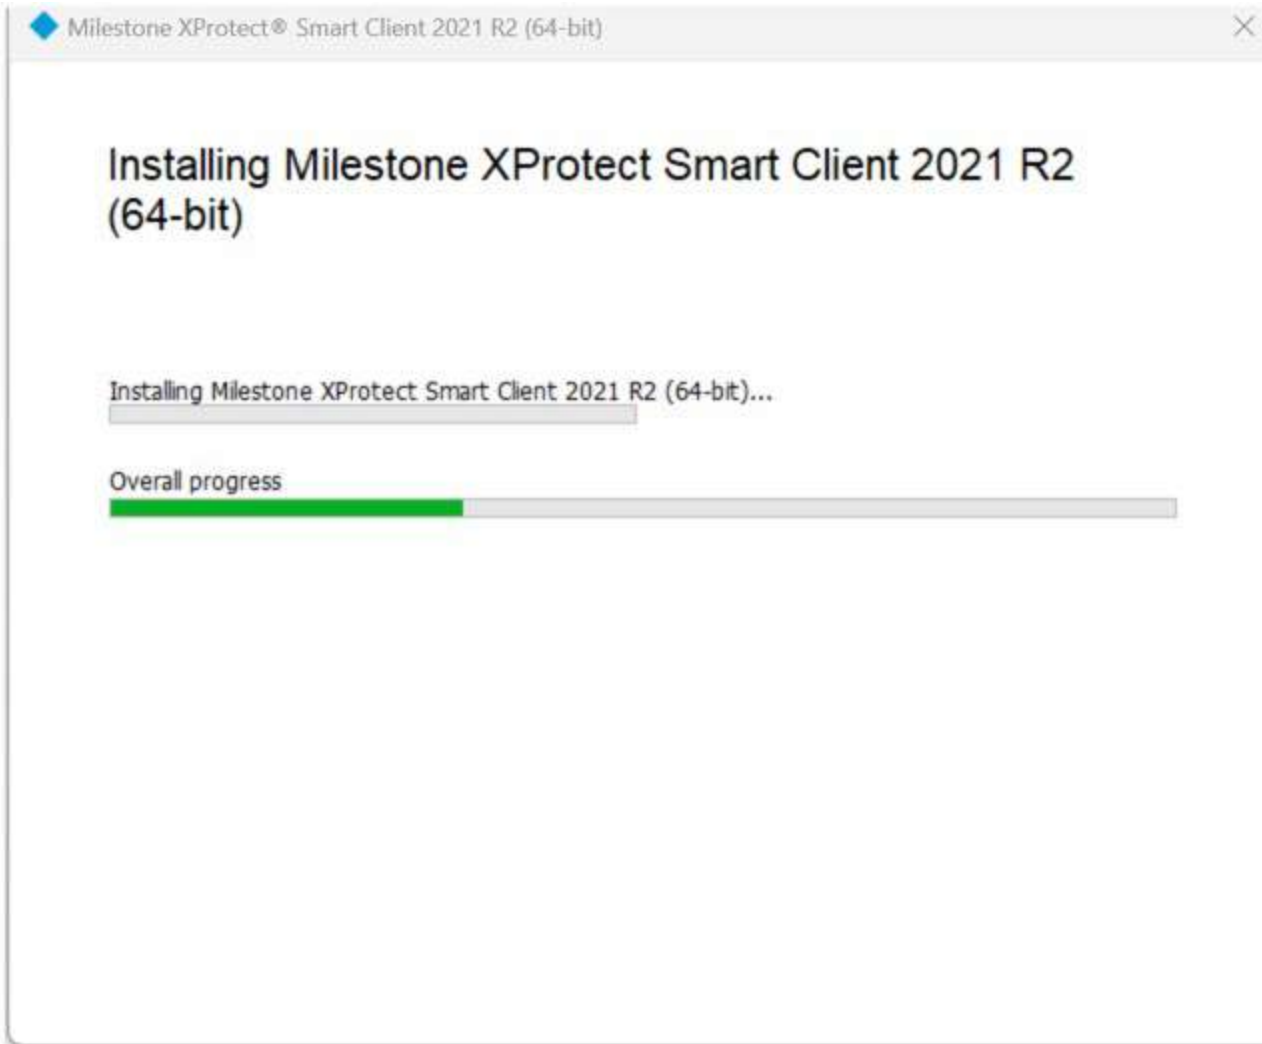 Milestone XProtect® Smart Client 2021 R2 (64-bit)
Installing Milestone XProtect Smart Client 2021 R2
(64-bit)
Installing Milestone XProtect Smart Client 2021 R2 (64-bit)...
Overall progress